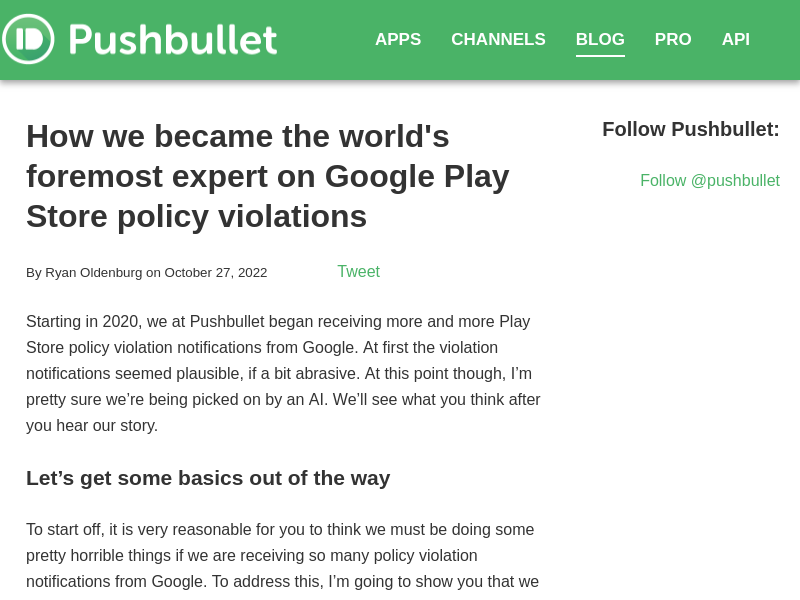 Pushbullet
APPS CHANNELS BLOG PRO API
How we became the world's
foremost expert on Google Play
Store policy violations
By Ryan Oldenburg on October 27, 2022 Tweet
Starting in 2020, we at Pushbullet began receiving more and more Play
Store policy violation notifications from Google. At first the violation
notifications seemed plausible, if a bit abrasive. At this point though, I’m
pretty sure we’re being picked on by an AI. We’ll see what you think after
you hear our story.
Let’s get some basics out of the way
To start off, it is very reasonable for you to think we must be doing some
pretty horrible things if we are receiving so many policy violation
notifications from Google. To address this, I’m going to show you that we
Follow Pushbullet:
Follow @pushbullet